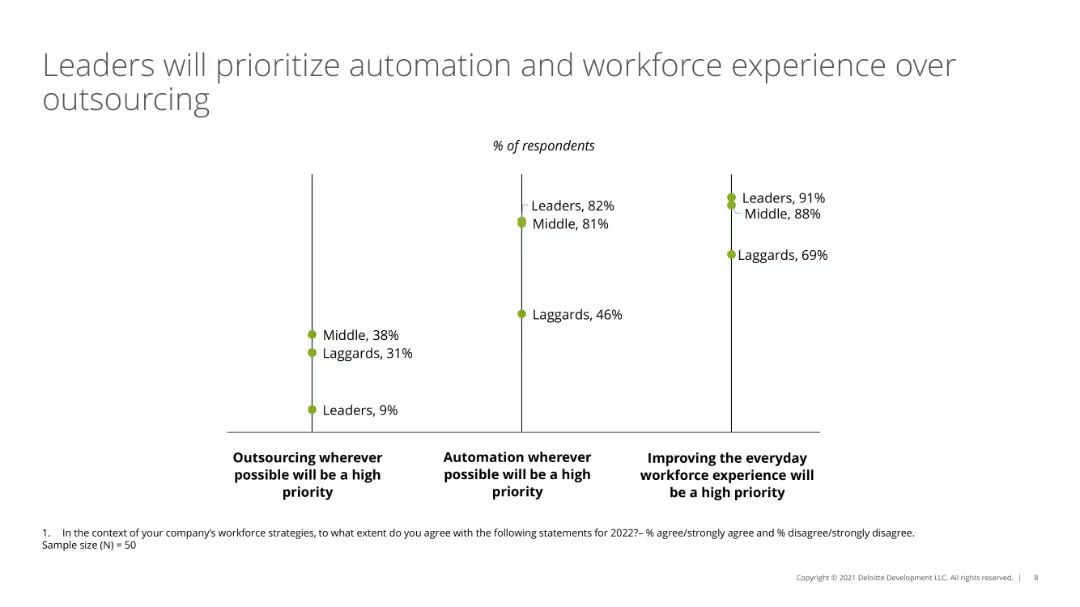 Leaders will prioritize automation and workforce experience over
outsourcing
% of respondents
Middle, 38%
Laggards, 31%
Leaders, 9%
Leaders, 82%
Middle, 81%
Laggards, 46%
Leaders, 91%
Middle, 88%
Laggards, 69%
Outsourcing wherever
possible will be a high
priority
Automation wherever
possible will be a high
priority
Improving the everyday
workforce experience will
be a high priority
1. In the context of your company's workforce strategies, to what extent do you agree with the following statements for 2022?– % agree/strongly agree and % disagree/strongly disagree.
Sample size (N) = 50
Copyright © 2021 Deloitte Development LLC. All rights reserved. | 8